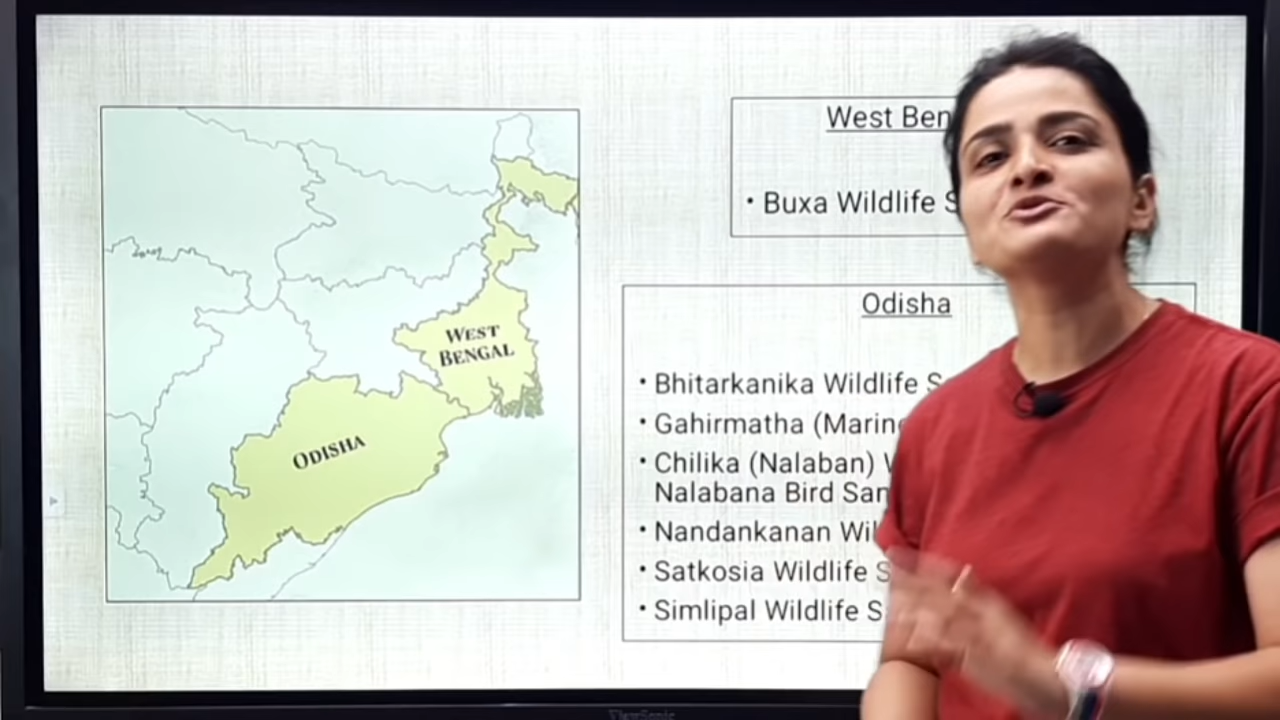 WEST
BENGAL
ODISHA
West Ben
• Buxa Wildlife S
Odisha
• Bhitarkanika Wildlife S
• Gahirmatha (Marin
• Chilika (Nalaban) W
Nalabana Bird San
• Nandankanan Wil
• Satkosia Wildlife S
• Simlipal Wildlife S
ViewSonic